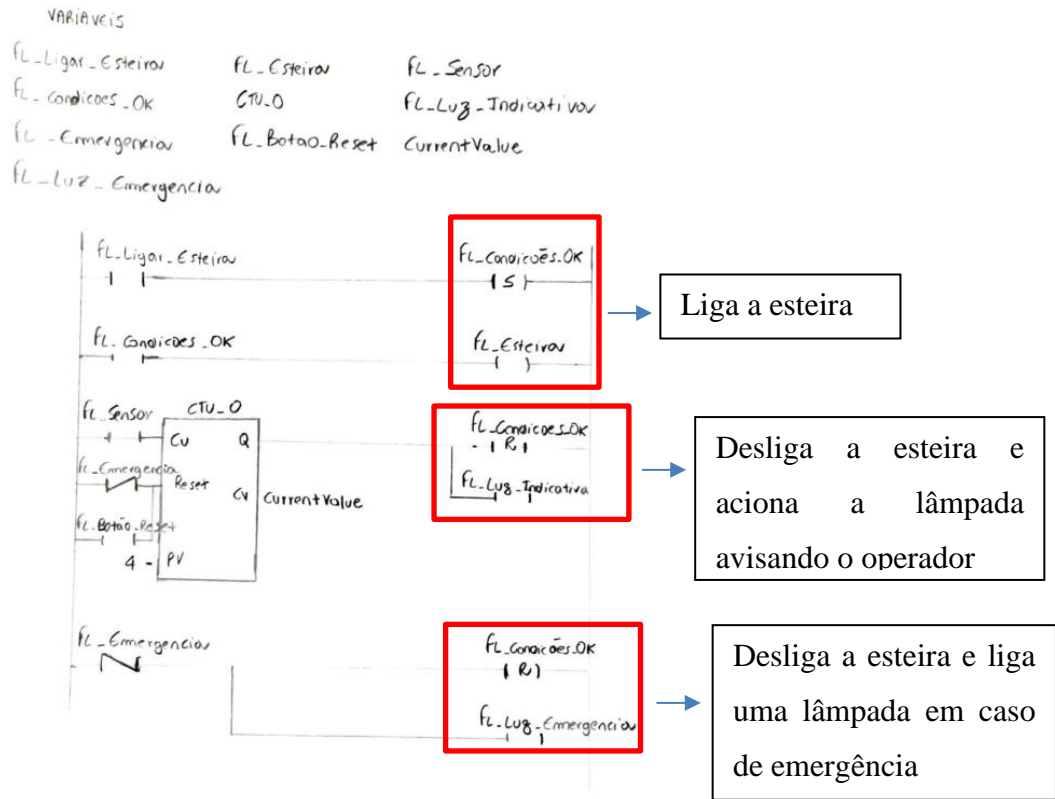 VARIAVEIS
FL_Ligar_Esteira FL_Esteira FL_Sensor
FL_Condicoes_OK CTU_0 FL_Luz_Indicativa
FL_Emergencia FL_Botao_Reset CurrentValue
FL_Luz_Emergencia
FL_Ligar_Esteira FL_Condicões_OK
S
Liga a esteira
FL_Condicoes_OK FL_Esteira
FL_Sensor CTU_0 FL_Condicoes_OK
CU Q R
FL_Emergencia
Reset CV CurrentValue FL_Luz_Indicativa
FL_Botão_Reset
4 PV
Desliga a esteira e
aciona a lâmpada
avisando o operador
FL_Emergencia FL_Condicões_OK
R
FL_Luz_Emergencia
Desliga a esteira e liga
uma lâmpada em caso
de emergência